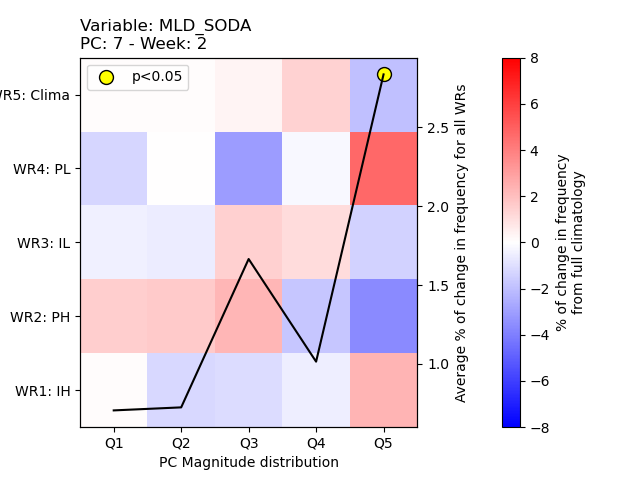 Variable: MLD_SODA
PC: 7 - Week: 2
p<0.05
WR5: Clima
WR4: PL
WR3: IL
WR2: PH
WR1: IH
Q1 Q2 Q3 Q4 Q5
PC Magnitude distribution
2.5
2.0
1.5
1.0
Average % of change in frequency for all WRs
8
6
4
2
0
−2
−4
−6
−8
% of change in frequency
from full climatology